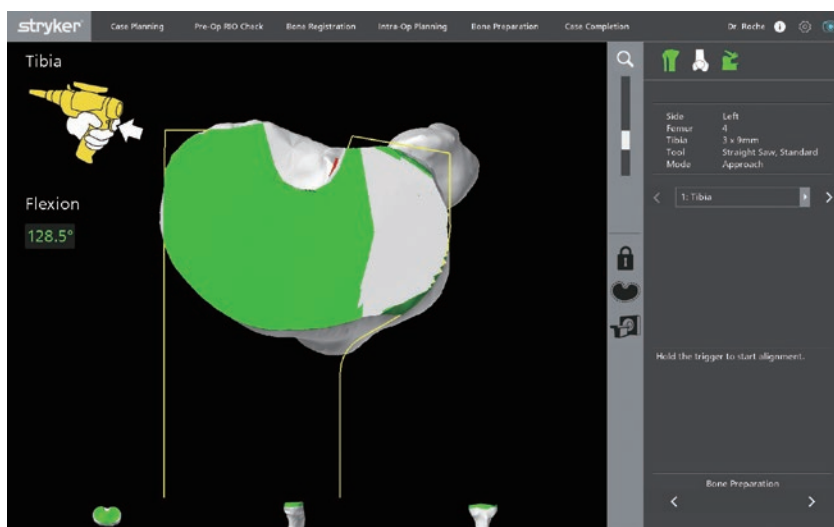 stryker
Case Planning
Pre-Op RIO Check
Bone Registration
Intra-Op Planning
Bone Preparation
Case Completion
Dr. Roche
Tibia
Flexion
128.5°
Side Left
Femur 4
Tibia 3 x 9mm
Tool Straight Saw, Standard
Mode Approach
1: Tibia
Hold the trigger to start alignment.
Bone Preparation